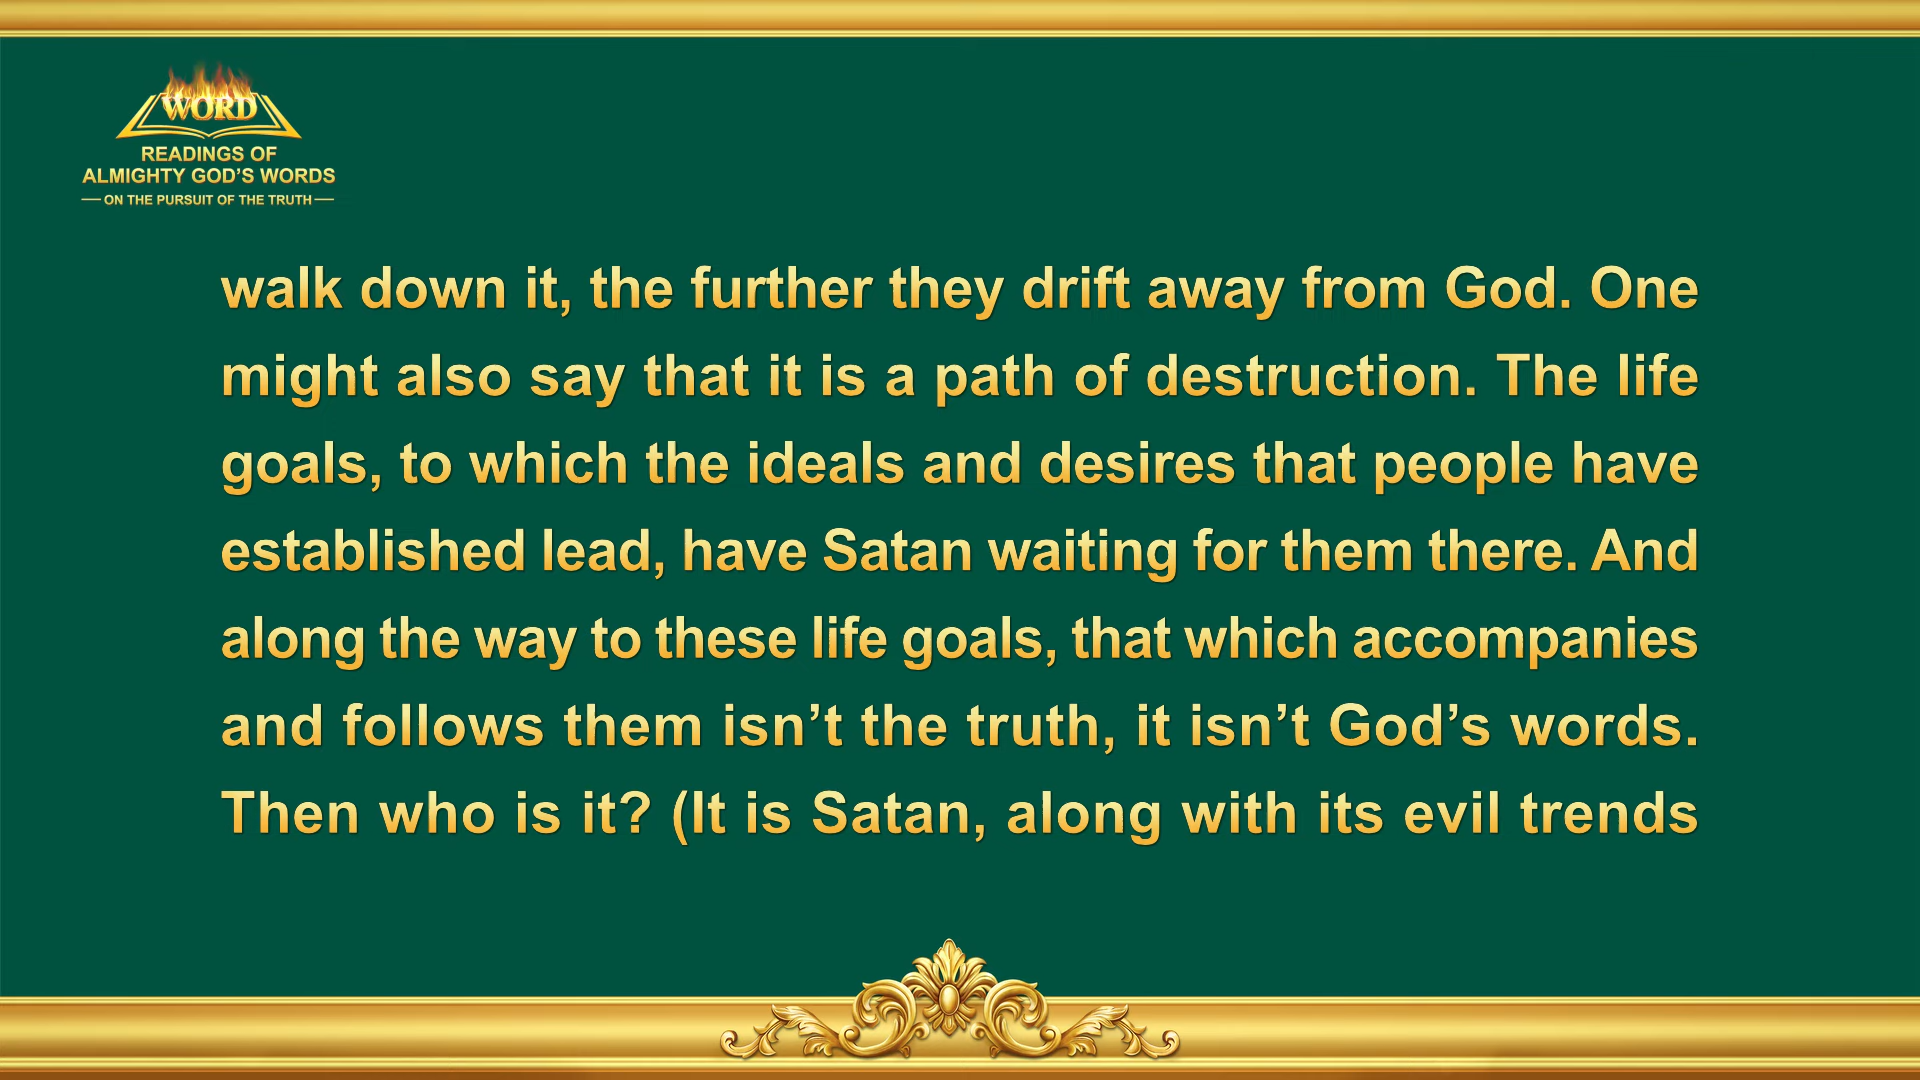 WORD
READINGS OF
ALMIGHTY GOD’S WORDS
ON THE PURSUIT OF THE TRUTH
walk down it, the further they drift away from God. One
might also say that it is a path of destruction. The life
goals, to which the ideals and desires that people have
established lead, have Satan waiting for them there. And
along the way to these life goals, that which accompanies
and follows them isn’t the truth, it isn’t God’s words.
Then who is it? (It is Satan, along with its evil trends